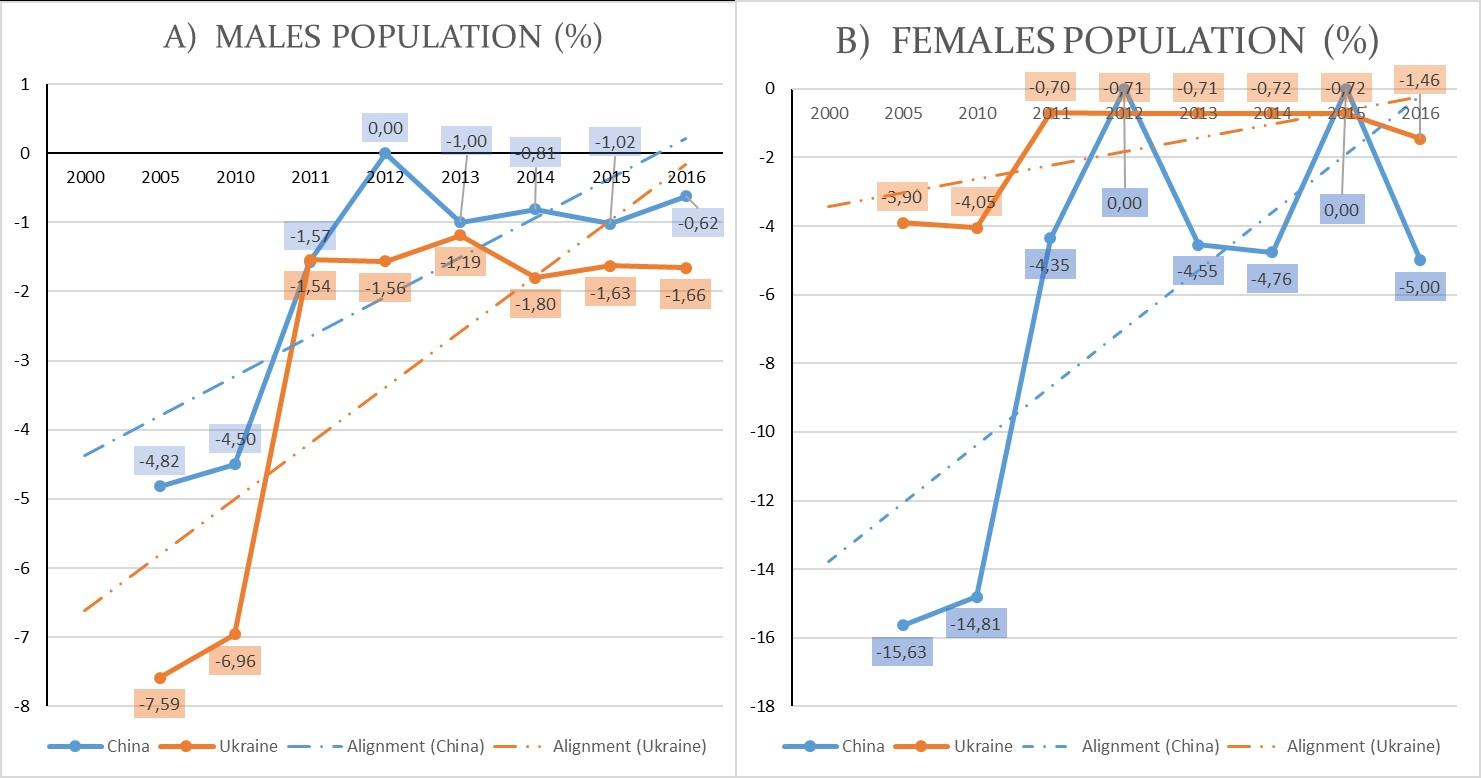 A) MALES POPULATION (%)
1
0
-1
-2
-3
-4
-5
-6
-7
-8
2000 2005 2010 2011 2012 2013 2014 2015 2016
-4,82 -4,50 -1,57 0,00 -1,00 -0,81 -1,02 -0,62
-7,59 -6,96 -1,54 -1,56 -1,19 -1,80 -1,63 -1,66
China Ukraine Alignment (China) Alignment (Ukraine)
B) FEMALES POPULATION (%)
0
-2
-4
-6
-8
-10
-12
-14
-16
-18
2000 2005 2010 2011 2012 2013 2014 2015 2016
-3,90 -4,05 -0,70 -0,71 -0,71 -0,72 -0,72 -1,46
-15,63 -14,81 -4,35 0,00 -4,55 -4,76 0,00 -5,00
China Ukraine Alignment (China) Alignment (Ukraine)